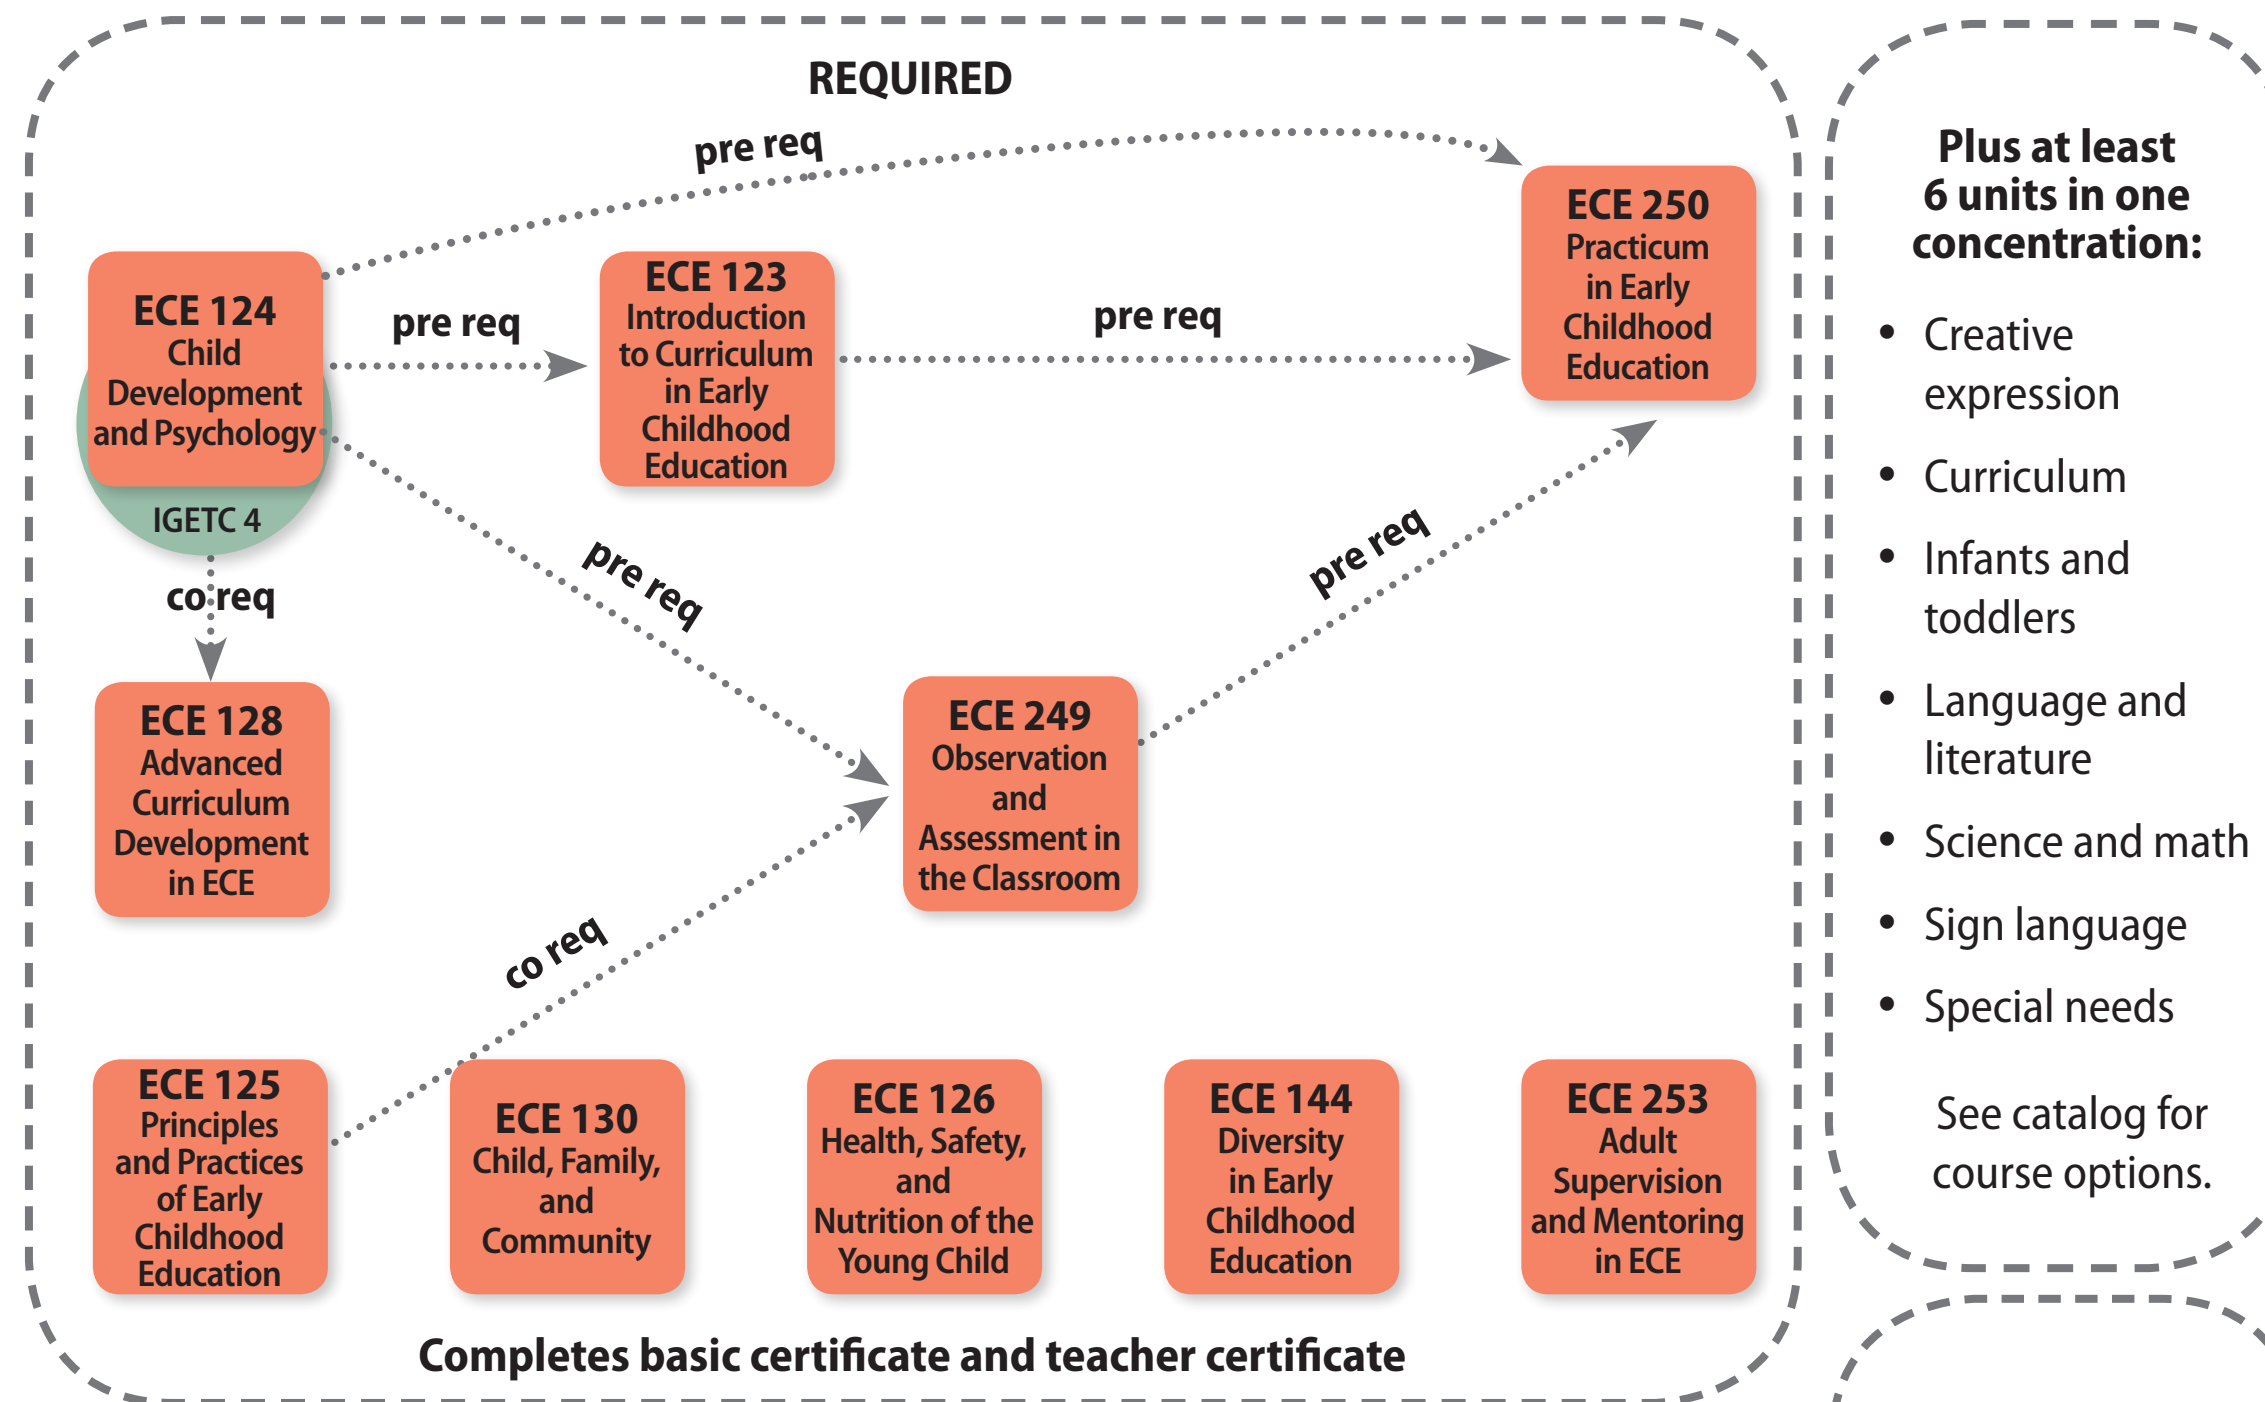 REQUIRED
pre req
ECE 124
Child
Development
and Psychology
IGETC 4
pre req
ECE 123
Introduction
to Curriculum
in Early
Childhood
Education
pre req
ECE 250
Practicum
in Early
Childhood
Education
co req
pre req
pre req
ECE 128
Advanced
Curriculum
Development
in ECE
ECE 249
Observation
and
Assessment in
the Classroom
co req
ECE 125
Principles
and Practices
of Early
Childhood
Education
ECE 130
Child, Family,
and
Community
ECE 126
Health, Safety,
and
Nutrition of the
Young Child
ECE 144
Diversity
in Early
Childhood
Education
ECE 253
Adult
Supervision
and Mentoring
in ECE
Completes basic certificate and teacher certificate
Plus at least
6 units in one
concentration:
• Creative
expression
• Curriculum
• Infants and
toddlers
• Language and
literature
• Science and math
• Sign language
• Special needs
See catalog for
course options.